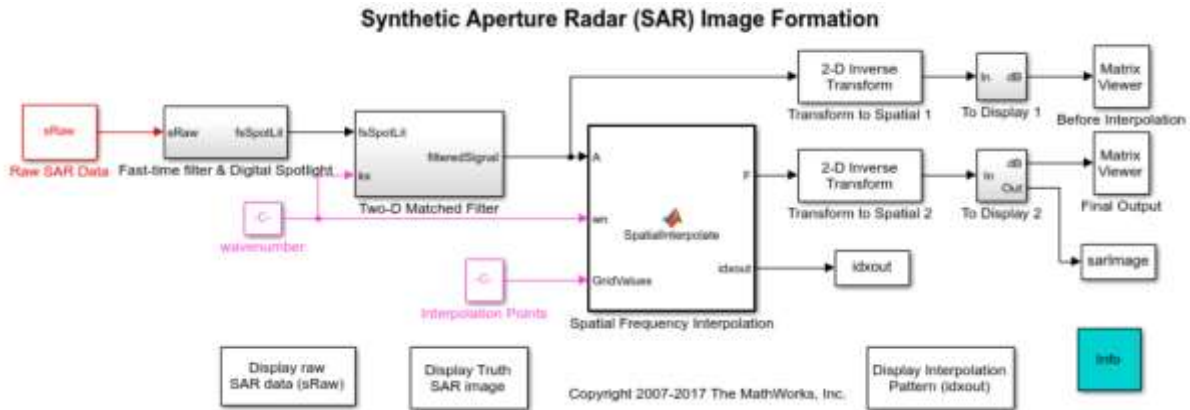 Synthetic Aperture Radar (SAR) Image Formation
sRaw
Raw SAR Data
sRaw
fsSpotLit
Fast-time filter & Digital Spotlight
fsSpotLit
kx
filteredSignal
Two-D Matched Filter
-C-
wavenumber
-C-
Interpolation Points
A
wn
GridValues
SpatialInterpolate
F
idxout
Spatial Frequency Interpolation
2-D Inverse
Transform
Transform to Spatial 1
In
dB
To Display 1
Matrix
Viewer
Before Interpolation
2-D Inverse
Transform
Transform to Spatial 2
In
dB
Out
To Display 2
Matrix
Viewer
Final Output
idxout
sarImage
Display raw
SAR data (sRaw)
Display Truth
SAR image
Copyright 2007-2017 The MathWorks, Inc.
Display Interpolation
Pattern (idxout)
Info